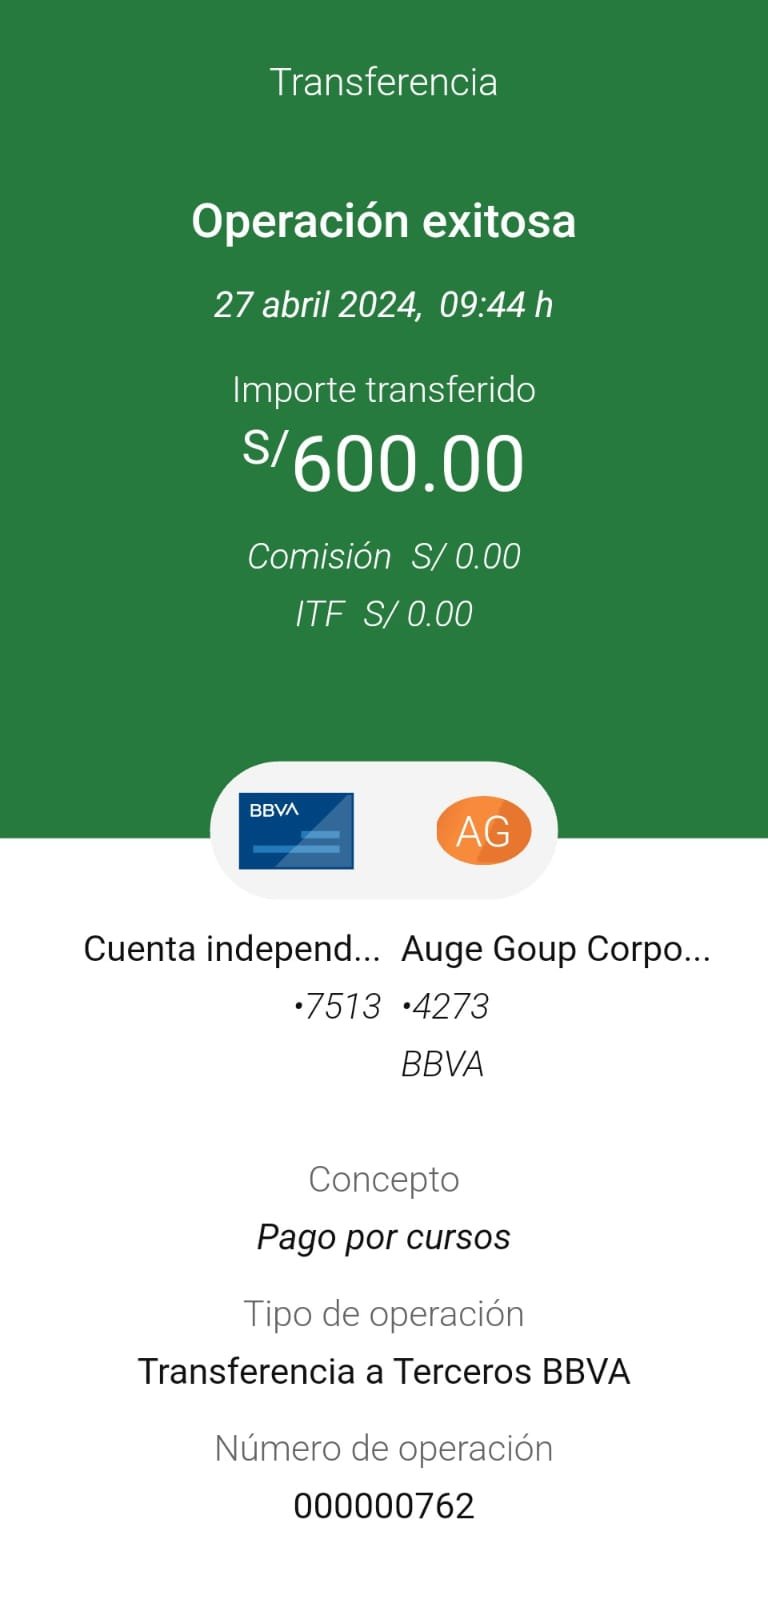 Transferencia
Operación exitosa
27 abril 2024, 09:44 h
Importe transferido
S/600.00
Comisión S/ 0.00
ITF S/ 0.00
BBVA
AG
Cuenta independ... Auge Goup Corpo...
•7513 •4273
BBVA
Concepto
Pago por cursos
Tipo de operación
Transferencia a Terceros BBVA
Número de operación
000000762